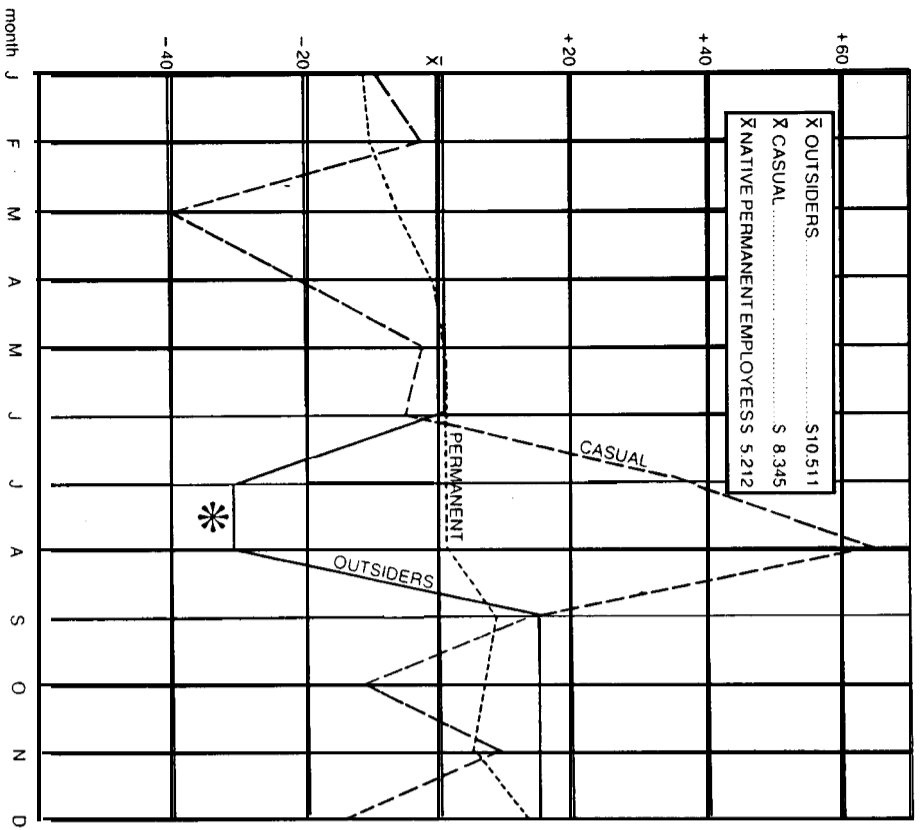 +60
+40
+20
X̄
-20
-40
X̄ OUTSIDERS $10.511
X̄ CASUAL $ 8.345
X̄ NATIVE PERMANENT EMPLOYEES $ 5.212
CASUAL
PERMANENT
OUTSIDERS
*
month J F M A M J J A S O N D